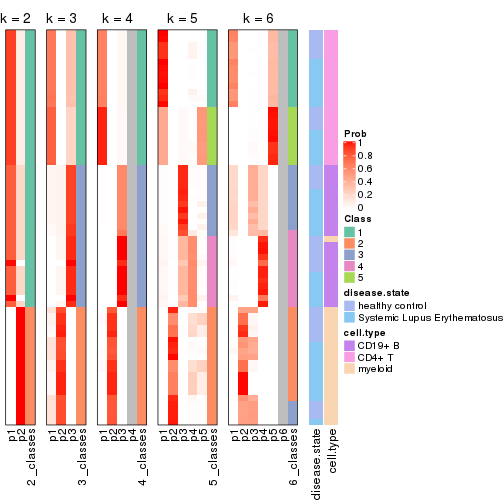 k = 2
k = 3
k = 4
k = 5
k = 6
p1
p2
2_classes
p1
p2
p3
3_classes
p1
p2
p3
p4
4_classes
p1
p2
p3
p4
p5
5_classes
p1
p2
p3
p4
p5
p6
6_classes
disease.state
cell.type
Prob
1
0.8
0.6
0.4
0.2
0
Class
1
2
3
4
5
disease.state
healthy control
Systemic Lupus Erythematosus
cell.type
CD19+ B
CD4+ T
myeloid